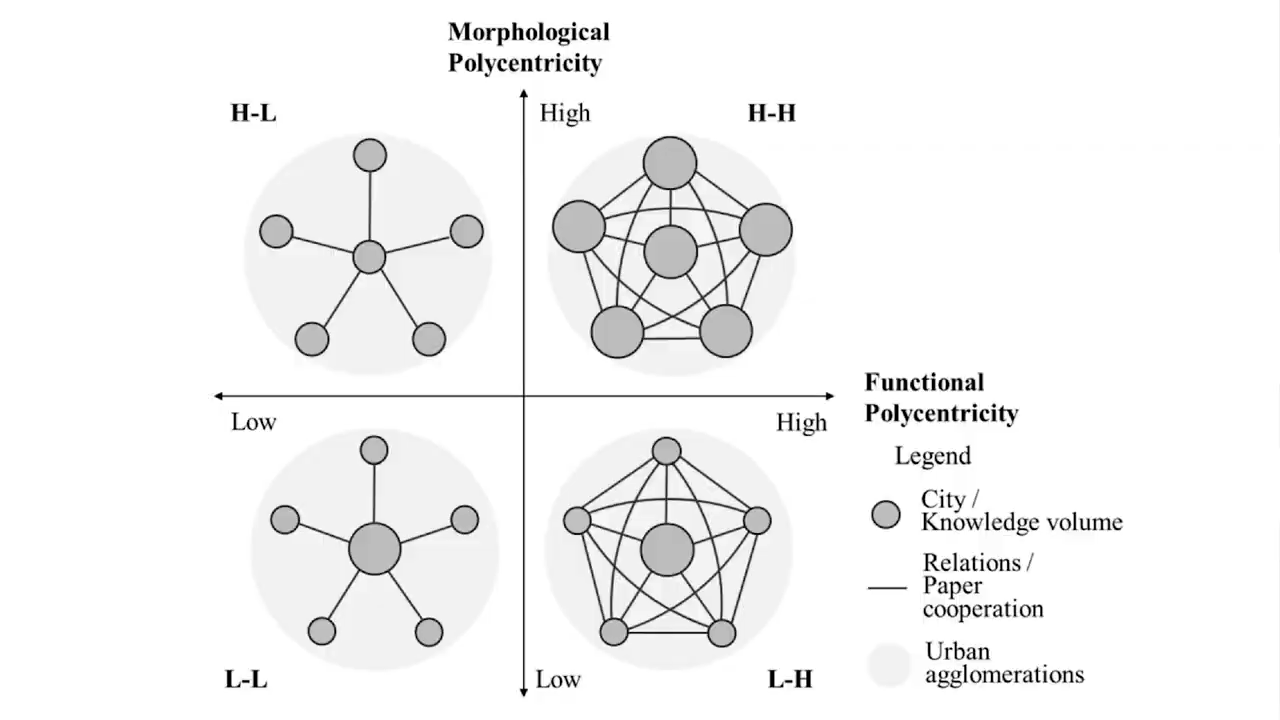 Morphological
Polycentricity
H-L
High
H-H
Low
High
Functional
Polycentricity
Legend
City /
Knowledge volume
Relations /
Paper
cooperation
Urban
agglomerations
L-L
Low
L-H